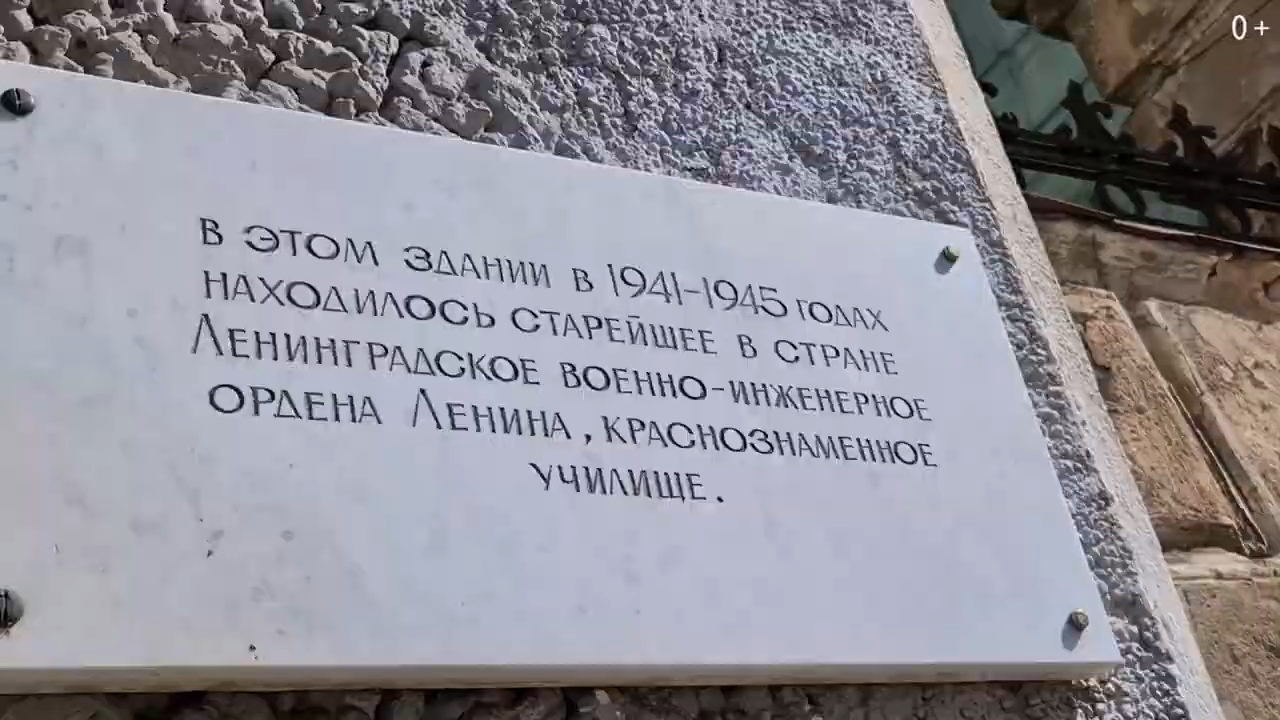 0+
В ЭТОМ ЗДАНИИ В 1941-1945 ГОДАХ
НАХОДИЛОСЬ СТАРЕЙШЕЕ В СТРАНЕ
ЛЕНИНГРАДСКОЕ ВОЕННО-ИНЖЕНЕРНОЕ
ОРДЕНА ЛЕНИНА, КРАСНОЗНАМЕННОЕ
УЧИЛИЩЕ.